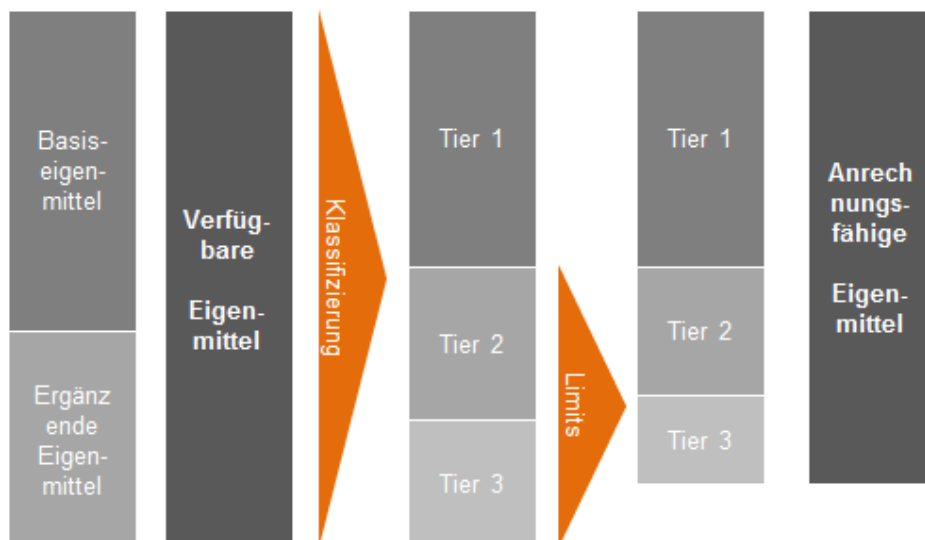 Basis-
eigen-
mittel
Ergänz
ende
Eigen-
mittel
Verfüg-
bare
Eigen-
mittel
Klassifizierung
Tier 1
Tier 2
Tier 3
Limits
Tier 1
Tier 2
Tier 3
Anrech
nungs-
fähige
Eigen-
mittel